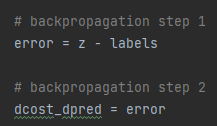 # backpropagation step 1
error = z - labels
# backpropagation step 2
dcost_dpred = error